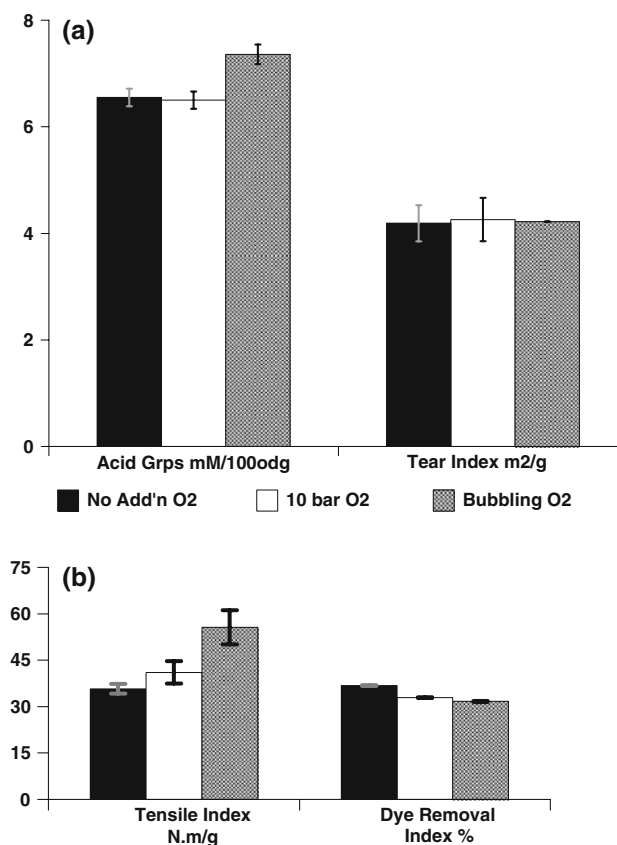 (a)
8
6
4
2
0
Acid Grps mM/100odg
Tear Index m2/g
No Add'n O2
10 bar O2
Bubbling O2
(b)
75
60
45
30
15
0
Tensile Index
N.m/g
Dye Removal
Index %